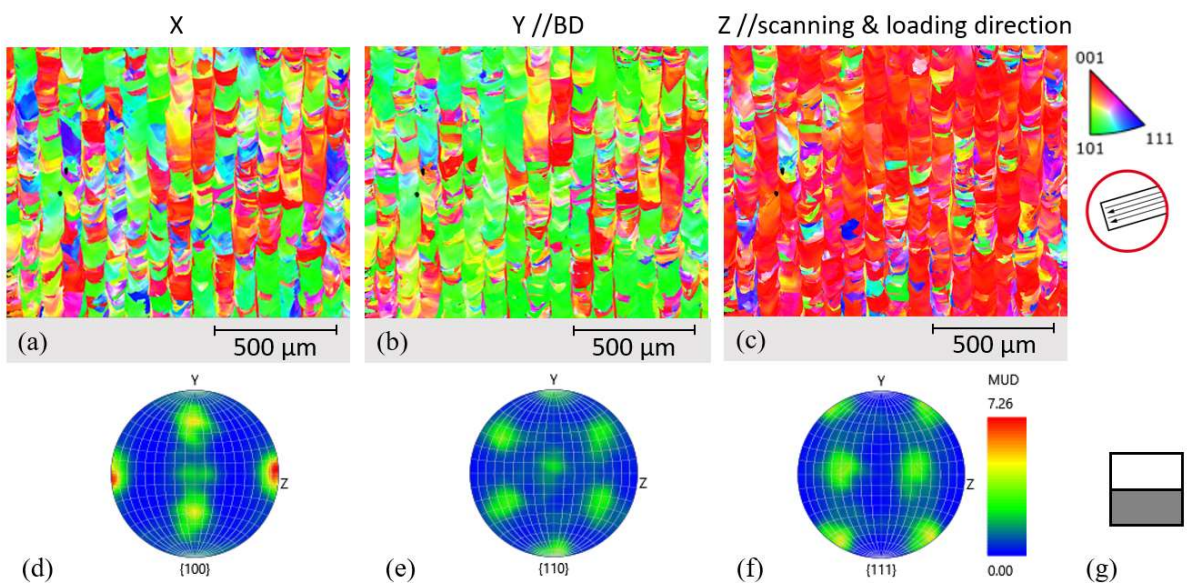 X
Y //BD
Z //scanning & loading direction
001
101
111
(a)
500 µm
(b)
500 µm
(c)
500 µm
Y
Z
{100}
(d)
Y
Z
{110}
(e)
Y
Z
{111}
(f)
MUD
7.26
0.00
(g)